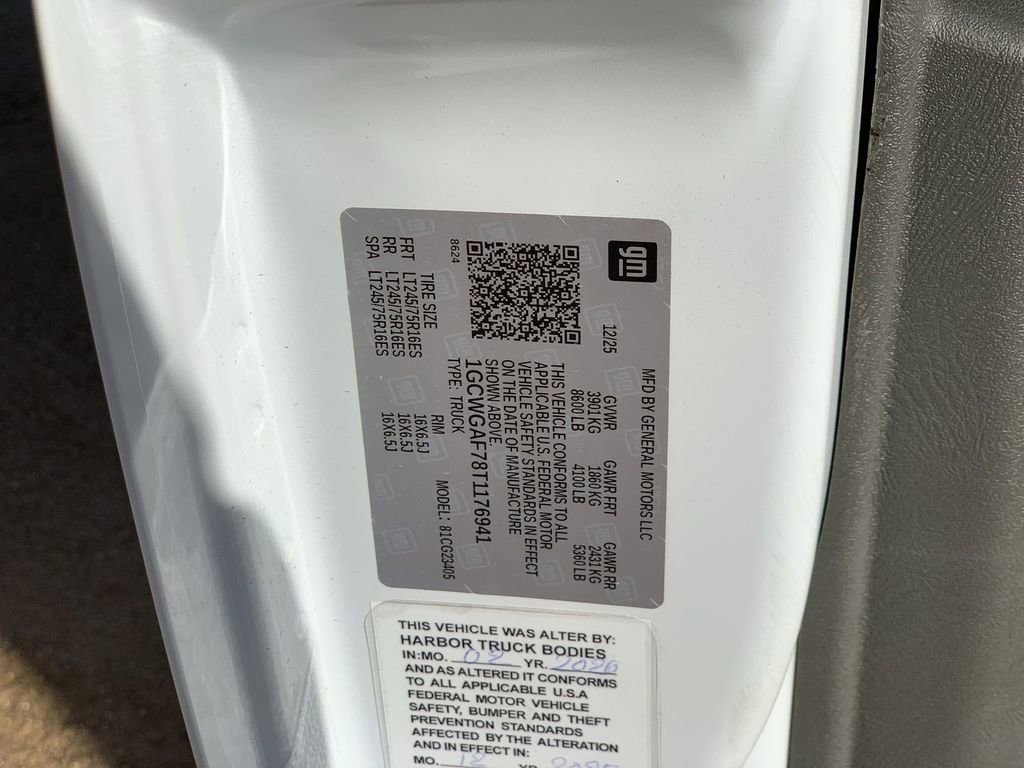 gm
MFD BY GENERAL MOTORS LLC
12/25 GVWR GAWR FRT GAWR RR
3901 KG 1860 KG 2431 KG
8600 LB 4100 LB 5360 LB
THIS VEHICLE CONFORMS TO ALL
APPLICABLE U.S. FEDERAL MOTOR
VEHICLE SAFETY STANDARDS IN EFFECT
ON THE DATE OF MANUFACTURE
SHOWN ABOVE.
1GCWGAF78T1176941
8624 TYPE: TRUCK MODEL: 81CG23405
TIRE SIZE RIM
FRT LT245/75R16ES 16X6.5J
RR LT245/75R16ES 16X6.5J
SPA LT245/75R16ES 16X6.5J
THIS VEHICLE WAS ALTER BY:
HARBOR TRUCK BODIES
IN:MO. 02 YR. 2026
AND AS ALTERED IT CONFORMS
TO ALL APPLICABLE U.S.A
FEDERAL MOTOR VEHICLE
SAFETY, BUMPER AND THEFT
PREVENTION STANDARDS
AFFECTED BY THE ALTERATION
AND IN EFFECT IN:
MO. 12 YR. 2025